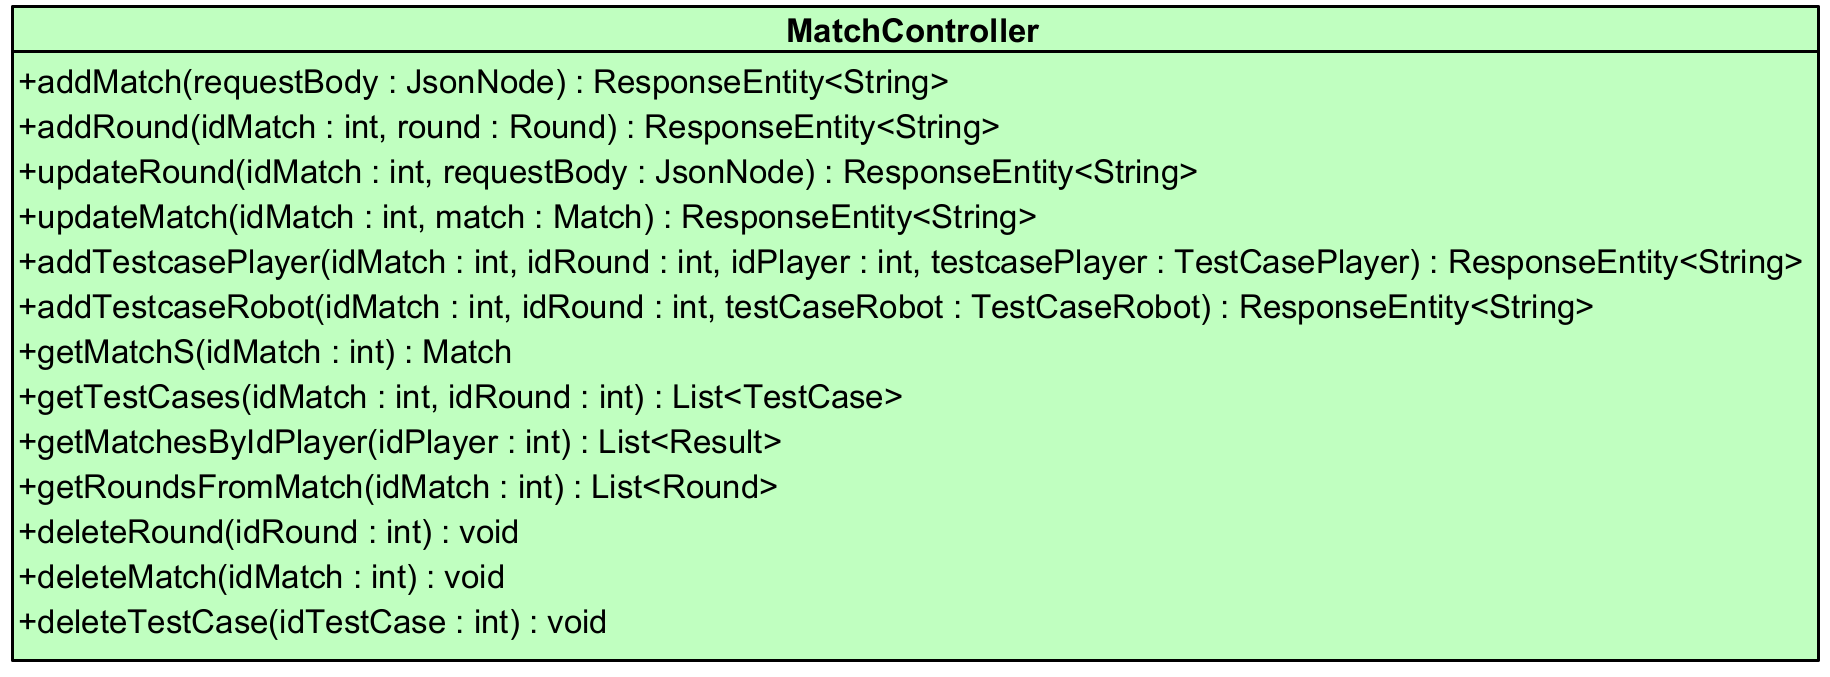 MatchController
+addMatch(requestBody : JsonNode) : ResponseEntity<String>
+addRound(idMatch : int, round : Round) : ResponseEntity<String>
+updateRound(idMatch : int, requestBody : JsonNode) : ResponseEntity<String>
+updateMatch(idMatch : int, match : Match) : ResponseEntity<String>
+addTestcasePlayer(idMatch : int, idRound : int, idPlayer : int, testcasePlayer : TestCasePlayer) : ResponseEntity<String>
+addTestcaseRobot(idMatch : int, idRound : int, testCaseRobot : TestCaseRobot) : ResponseEntity<String>
+getMatchS(idMatch : int) : Match
+getTestCases(idMatch : int, idRound : int) : List<TestCase>
+getMatchesByIdPlayer(idPlayer : int) : List<Result>
+getRoundsFromMatch(idMatch : int) : List<Round>
+deleteRound(idRound : int) : void
+deleteMatch(idMatch : int) : void
+deleteTestCase(idTestCase : int) : void